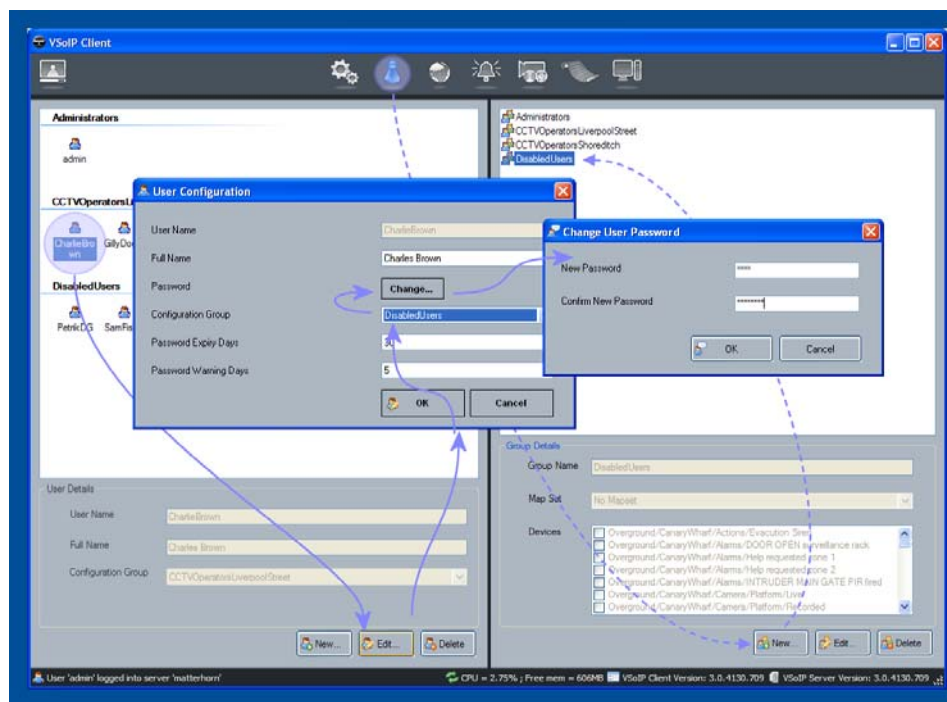 VSoIP Client
Administrators
admin
CCTVOperatorsL
CharlieBro
wn
GillyDo
DisabledUsers
PetrikDG
SamFis
User Details
User Name
CharlieBrown
Full Name
Charles Brown
Configuration Group
CCTVOperatorsLiverpoolStreet
New...
Edit...
Delete
User Configuration
User Name
CharlieBrown
Full Name
Charles Brown
Password
Change...
Configuration Group
DisabledUsers
Password Expiry Days
30
Password Warning Days
5
OK
Cancel
Administrators
CCTVOperatorsLiverpoolStreet
CCTVOperatorsShoreditch
DisabledUsers
Change User Password
New Password
Confirm New Password
OK
Cancel
Group Details
Group Name
DisabledUsers
Map Set
No Mapset
Devices
Overground/CanaryWharf/Actions/Evacution Siren
Overground/CanaryWharf/Alarms/DOOR OPEN surveillance rack
Overground/CanaryWharf/Alarms/Help requested zone 1
Overground/CanaryWharf/Alarms/Help requested zone 2
Overground/CanaryWharf/Alarms/INTRUDER MAIN GATE PIR fired
Overground/CanaryWharf/Camera/Platform/Live
Overground/CanaryWharf/Camera/Platform/Recorded
New...
Edit...
Delete
User 'admin' logged into server 'matterhorn'
CPU = 2.75% ; Free mem = 606MB
VSoIP Client Version: 3.0.4130.709
VSoIP Server Version: 3.0.4130.709